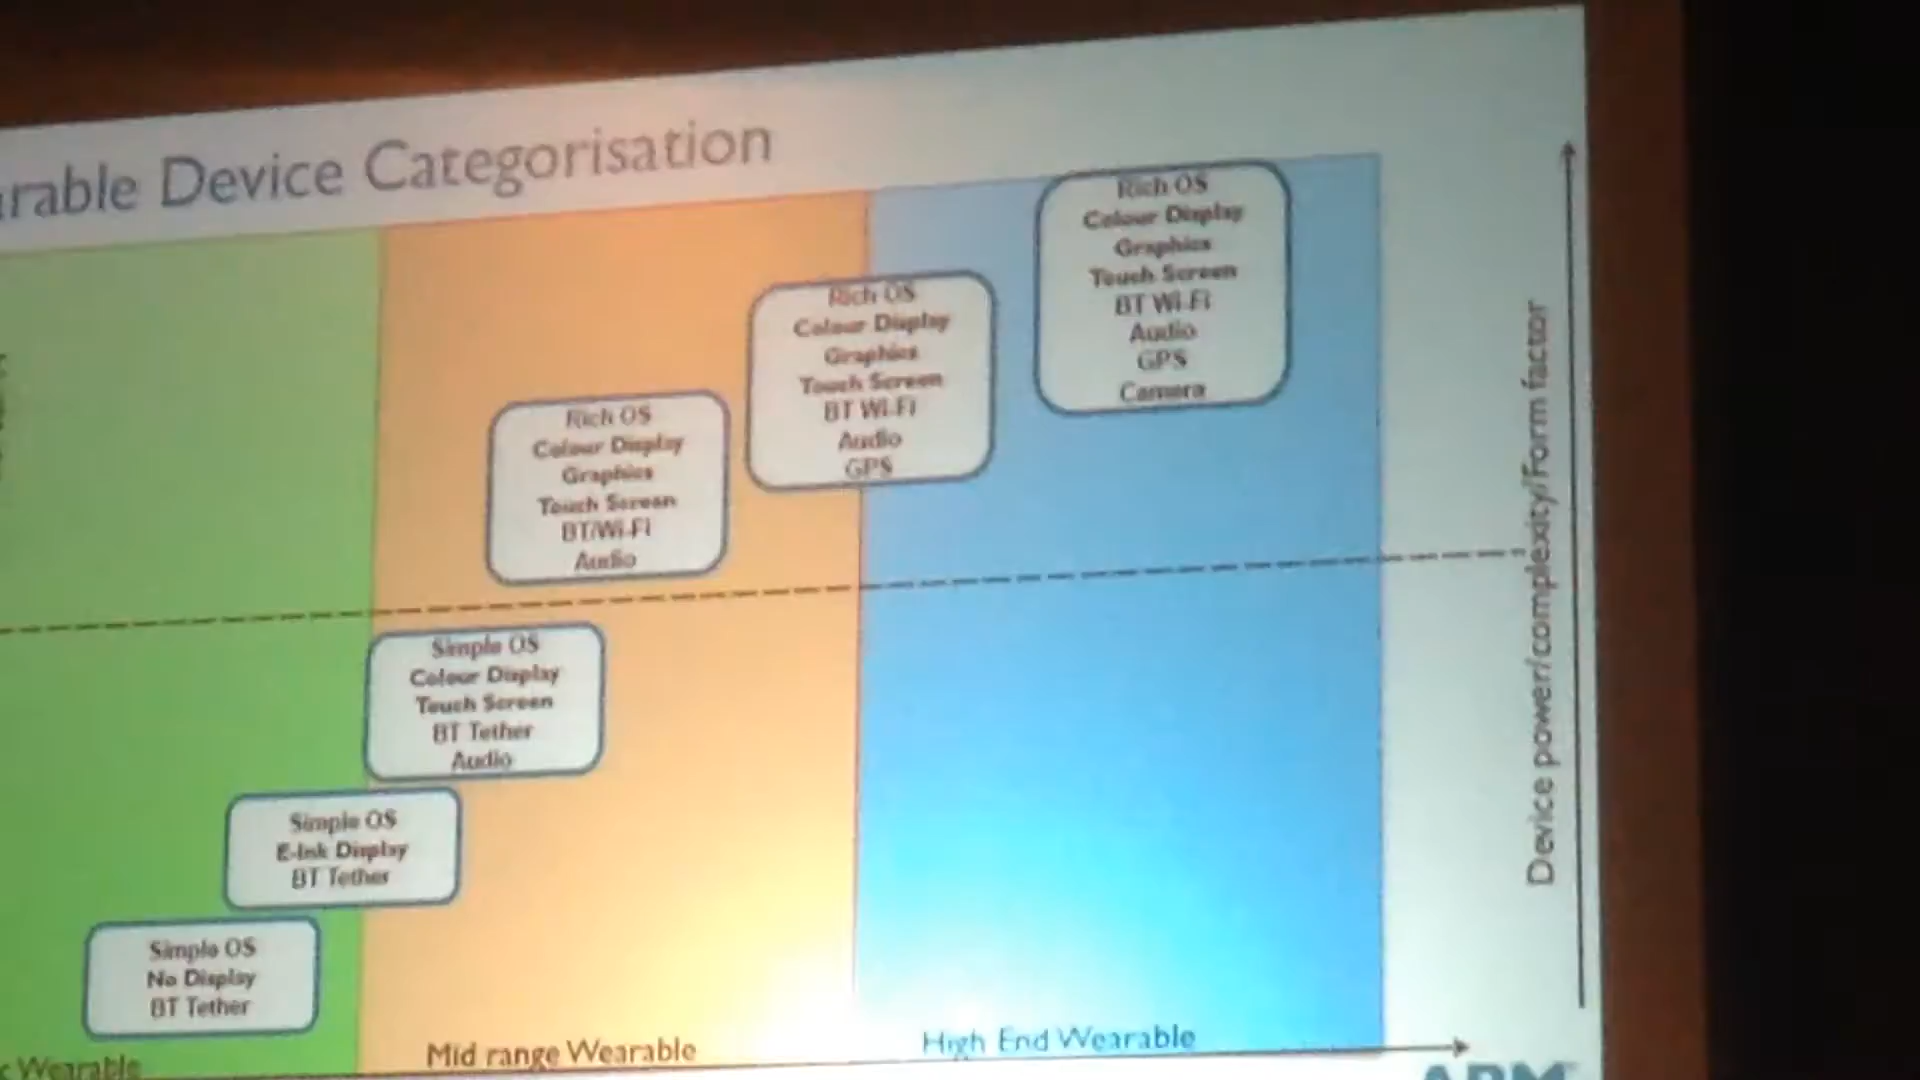 rable Device Categorisation
Rich OS
Colour Display
Graphics
Touch Screen
BT Wi-Fi
Audio
GPS
Camera
Rich OS
Colour Display
Graphics
Touch Screen
BT Wi-Fi
Audio
GPS
Rich OS
Colour Display
Graphics
Touch Screen
BT/Wi-Fi
Audio
Simple OS
Colour Display
Touch Screen
BT Tether
Audio
Simple OS
E-Ink Display
BT Tether
Simple OS
No Display
BT Tether
Device power/complexity/Form factor
Wearable
Mid range Wearable
High End Wearable
ARM